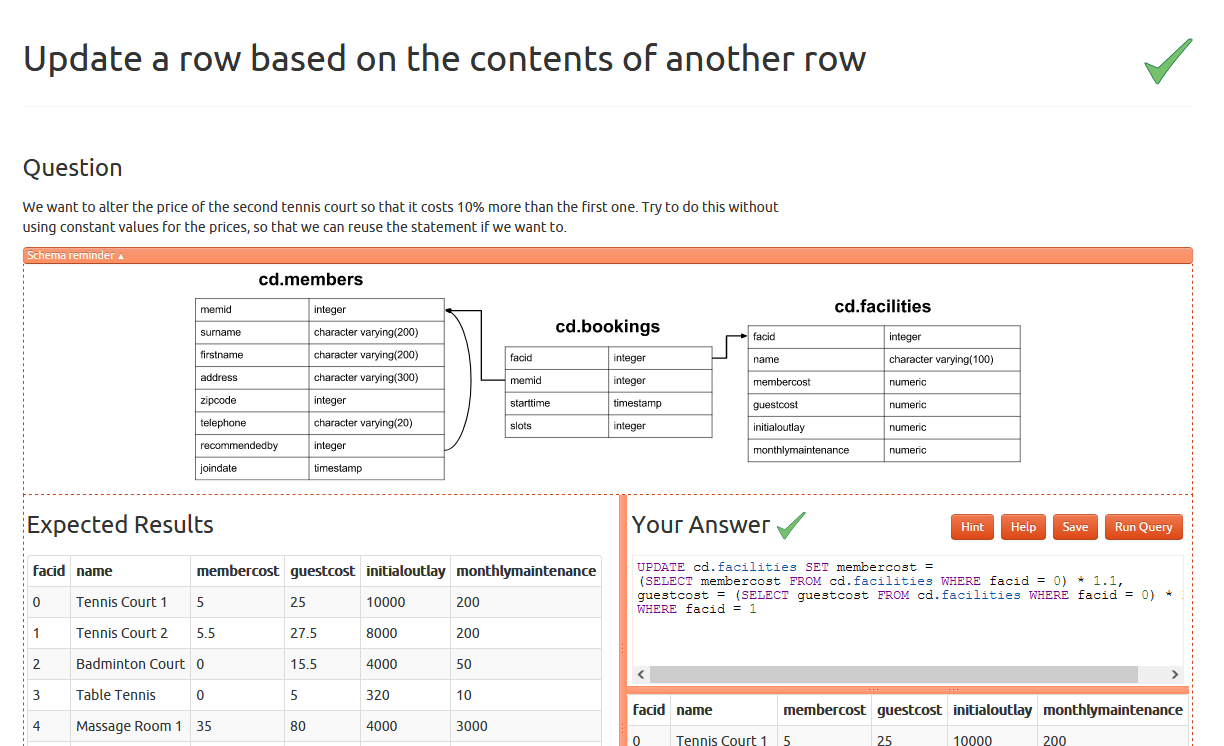 Update a row based on the contents of another row
Question
We want to alter the price of the second tennis court so that it costs 10% more than the first one. Try to do this without
using constant values for the prices, so that we can reuse the statement if we want to.
Schema reminder ▲
cd.members
memid integer
surname character varying(200)
firstname character varying(200)
address character varying(300)
zipcode integer
telephone character varying(20)
recommendedby integer
joindate timestamp
cd.bookings
facid integer
memid integer
starttime timestamp
slots integer
cd.facilities
facid integer
name character varying(100)
membercost numeric
guestcost numeric
initialoutlay numeric
monthlymaintenance numeric
Expected Results
facid name membercost guestcost initialoutlay monthlymaintenance
0 Tennis Court 1 5 25 10000 200
1 Tennis Court 2 5.5 27.5 8000 200
2 Badminton Court 0 15.5 4000 50
3 Table Tennis 0 5 320 10
4 Massage Room 1 35 80 4000 3000
Your Answer
Hint Help Save Run Query
UPDATE cd.facilities SET membercost =
(SELECT membercost FROM cd.facilities WHERE facid = 0) * 1.1,
guestcost = (SELECT guestcost FROM cd.facilities WHERE facid = 0) *
WHERE facid = 1
facid name membercost guestcost initialoutlay monthlymaintenance
0 Tennis Court 1 5 25 10000 200